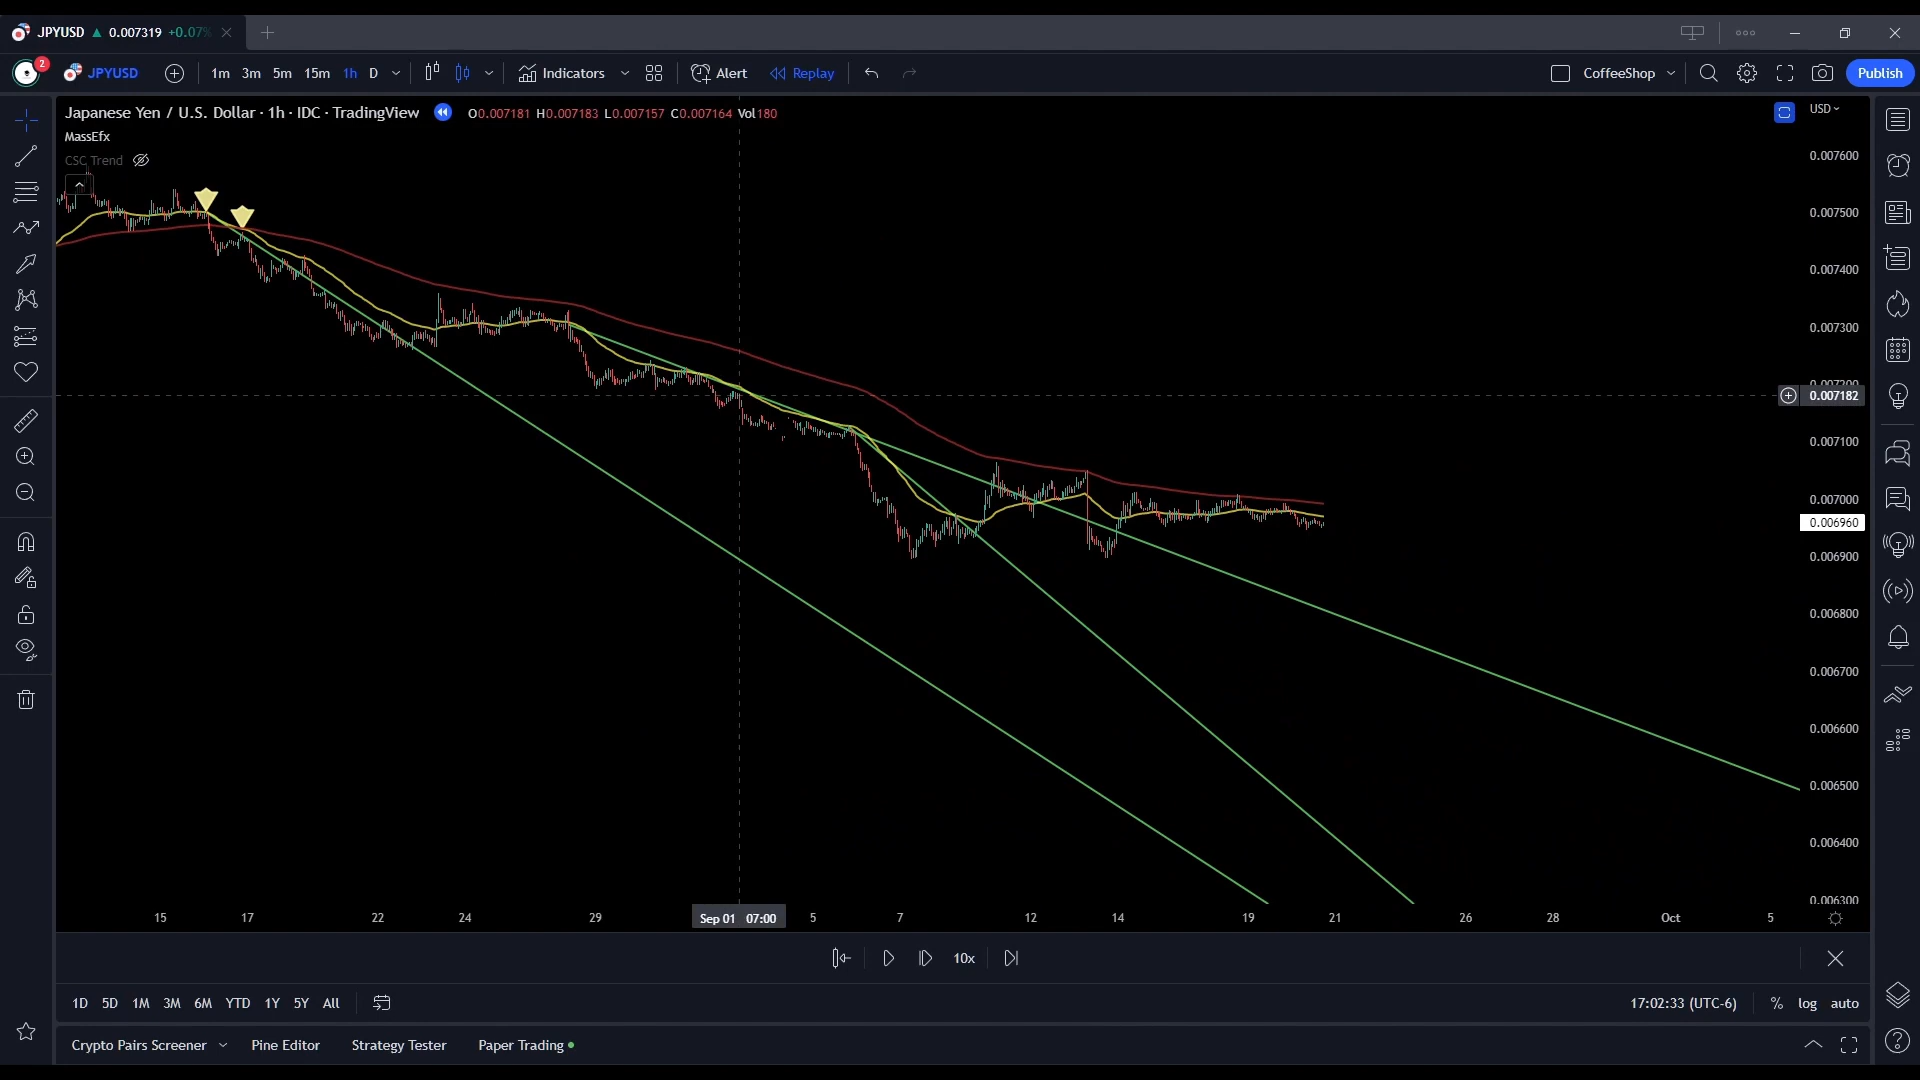 JPYUSD ▲ 0.007319 +0.07%
2
JPYUSD 1m 3m 5m 15m 1h D Indicators Alert Replay CoffeeShop Publish
Japanese Yen / U.S. Dollar · 1h · IDC · TradingView O0.007181 H0.007183 L0.007157 C0.007164 Vol180 USD
MassEfx
CSC Trend
0.007600
0.007500
0.007400
0.007300
0.007200
0.007182
0.007100
0.007000
0.006960
0.006900
0.006800
0.006700
0.006600
0.006500
0.006400
0.006300
15 17 22 24 29 Sep 01 07:00 5 7 12 14 19 21 26 28 Oct 5
10x
1D 5D 1M 3M 6M YTD 1Y 5Y All 17:02:33 (UTC-6) % log auto
Crypto Pairs Screener Pine Editor Strategy Tester Paper Trading